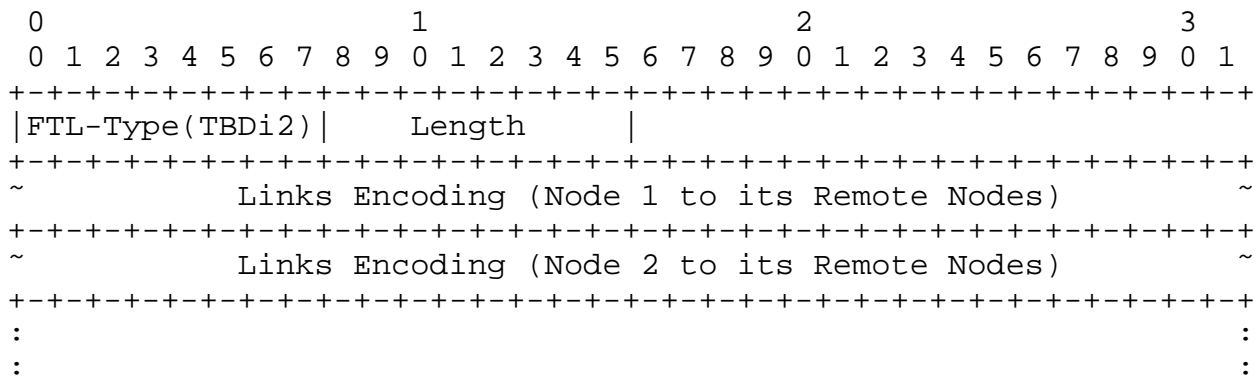 0                   1                   2                   3
 0 1 2 3 4 5 6 7 8 9 0 1 2 3 4 5 6 7 8 9 0 1 2 3 4 5 6 7 8 9 0 1
+-+-+-+-+-+-+-+-+-+-+-+-+-+-+-+-+-+-+-+-+-+-+-+-+-+-+-+-+-+-+-+-+
|FTL-Type(TBDi2)|    Length     |
+-+-+-+-+-+-+-+-+-+-+-+-+-+-+-+-+-+-+-+-+-+-+-+-+-+-+-+-+-+-+-+-+
~           Links Encoding (Node 1 to its Remote Nodes)         ~
+-+-+-+-+-+-+-+-+-+-+-+-+-+-+-+-+-+-+-+-+-+-+-+-+-+-+-+-+-+-+-+-+
~           Links Encoding (Node 2 to its Remote Nodes)         ~
+-+-+-+-+-+-+-+-+-+-+-+-+-+-+-+-+-+-+-+-+-+-+-+-+-+-+-+-+-+-+-+-+
:                                                               :
:                                                               :